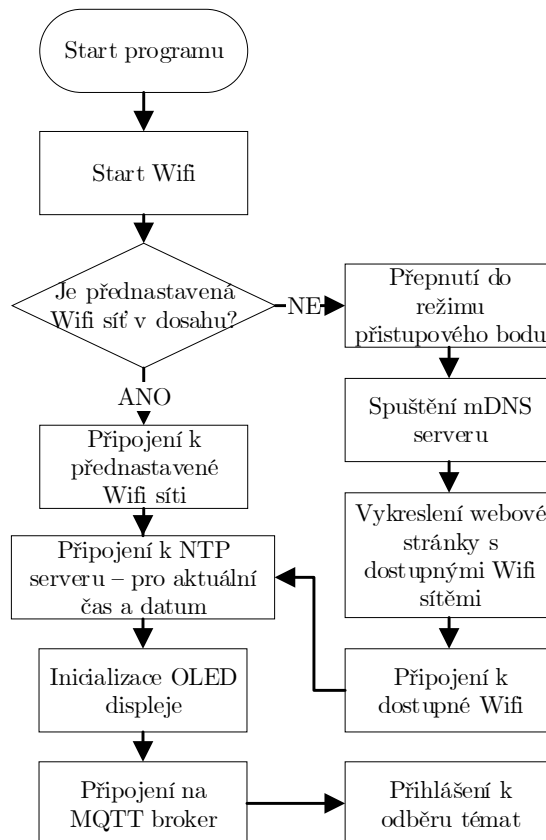 Start programu
Start Wifi
Je přednastavená
Wifi síť v dosahu?
NE
Přepnutí do
režimu
přistupového bodu
ANO
Spuštění mDNS
serveru
Připojení k
přednastavené
Wifi síti
Vykreslení webové
stránky s
dostupnými Wifi
sítěmi
Připojení k NTP
serveru – pro aktuální
čas a datum
Inicializace OLED
displeje
Připojení k
dostupné Wifi
Připojení na
MQTT broker
Přihlášení k
odběru témat